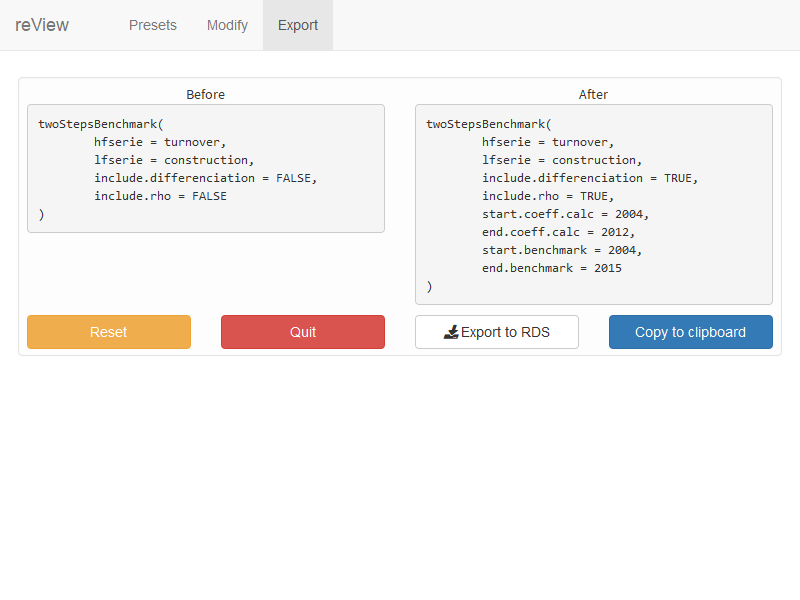 reView Presets Modify Export
Before
twoStepsBenchmark(
hfserie = turnover,
lfserie = construction,
include.differenciation = FALSE,
include.rho = FALSE
)
After
twoStepsBenchmark(
hfserie = turnover,
lfserie = construction,
include.differenciation = TRUE,
include.rho = TRUE,
start.coeff.calc = 2004,
end.coeff.calc = 2012,
start.benchmark = 2004,
end.benchmark = 2015
)
Reset Quit Export to RDS Copy to clipboard